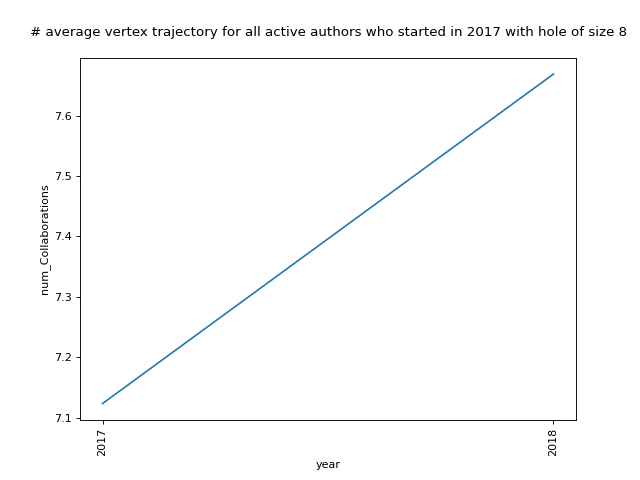 # average vertex trajectory for all active authors who started in 2017 with hole of size 8
7.6
7.5
7.4
7.3
7.2
7.1
num_Collaborations
2017
2018
year